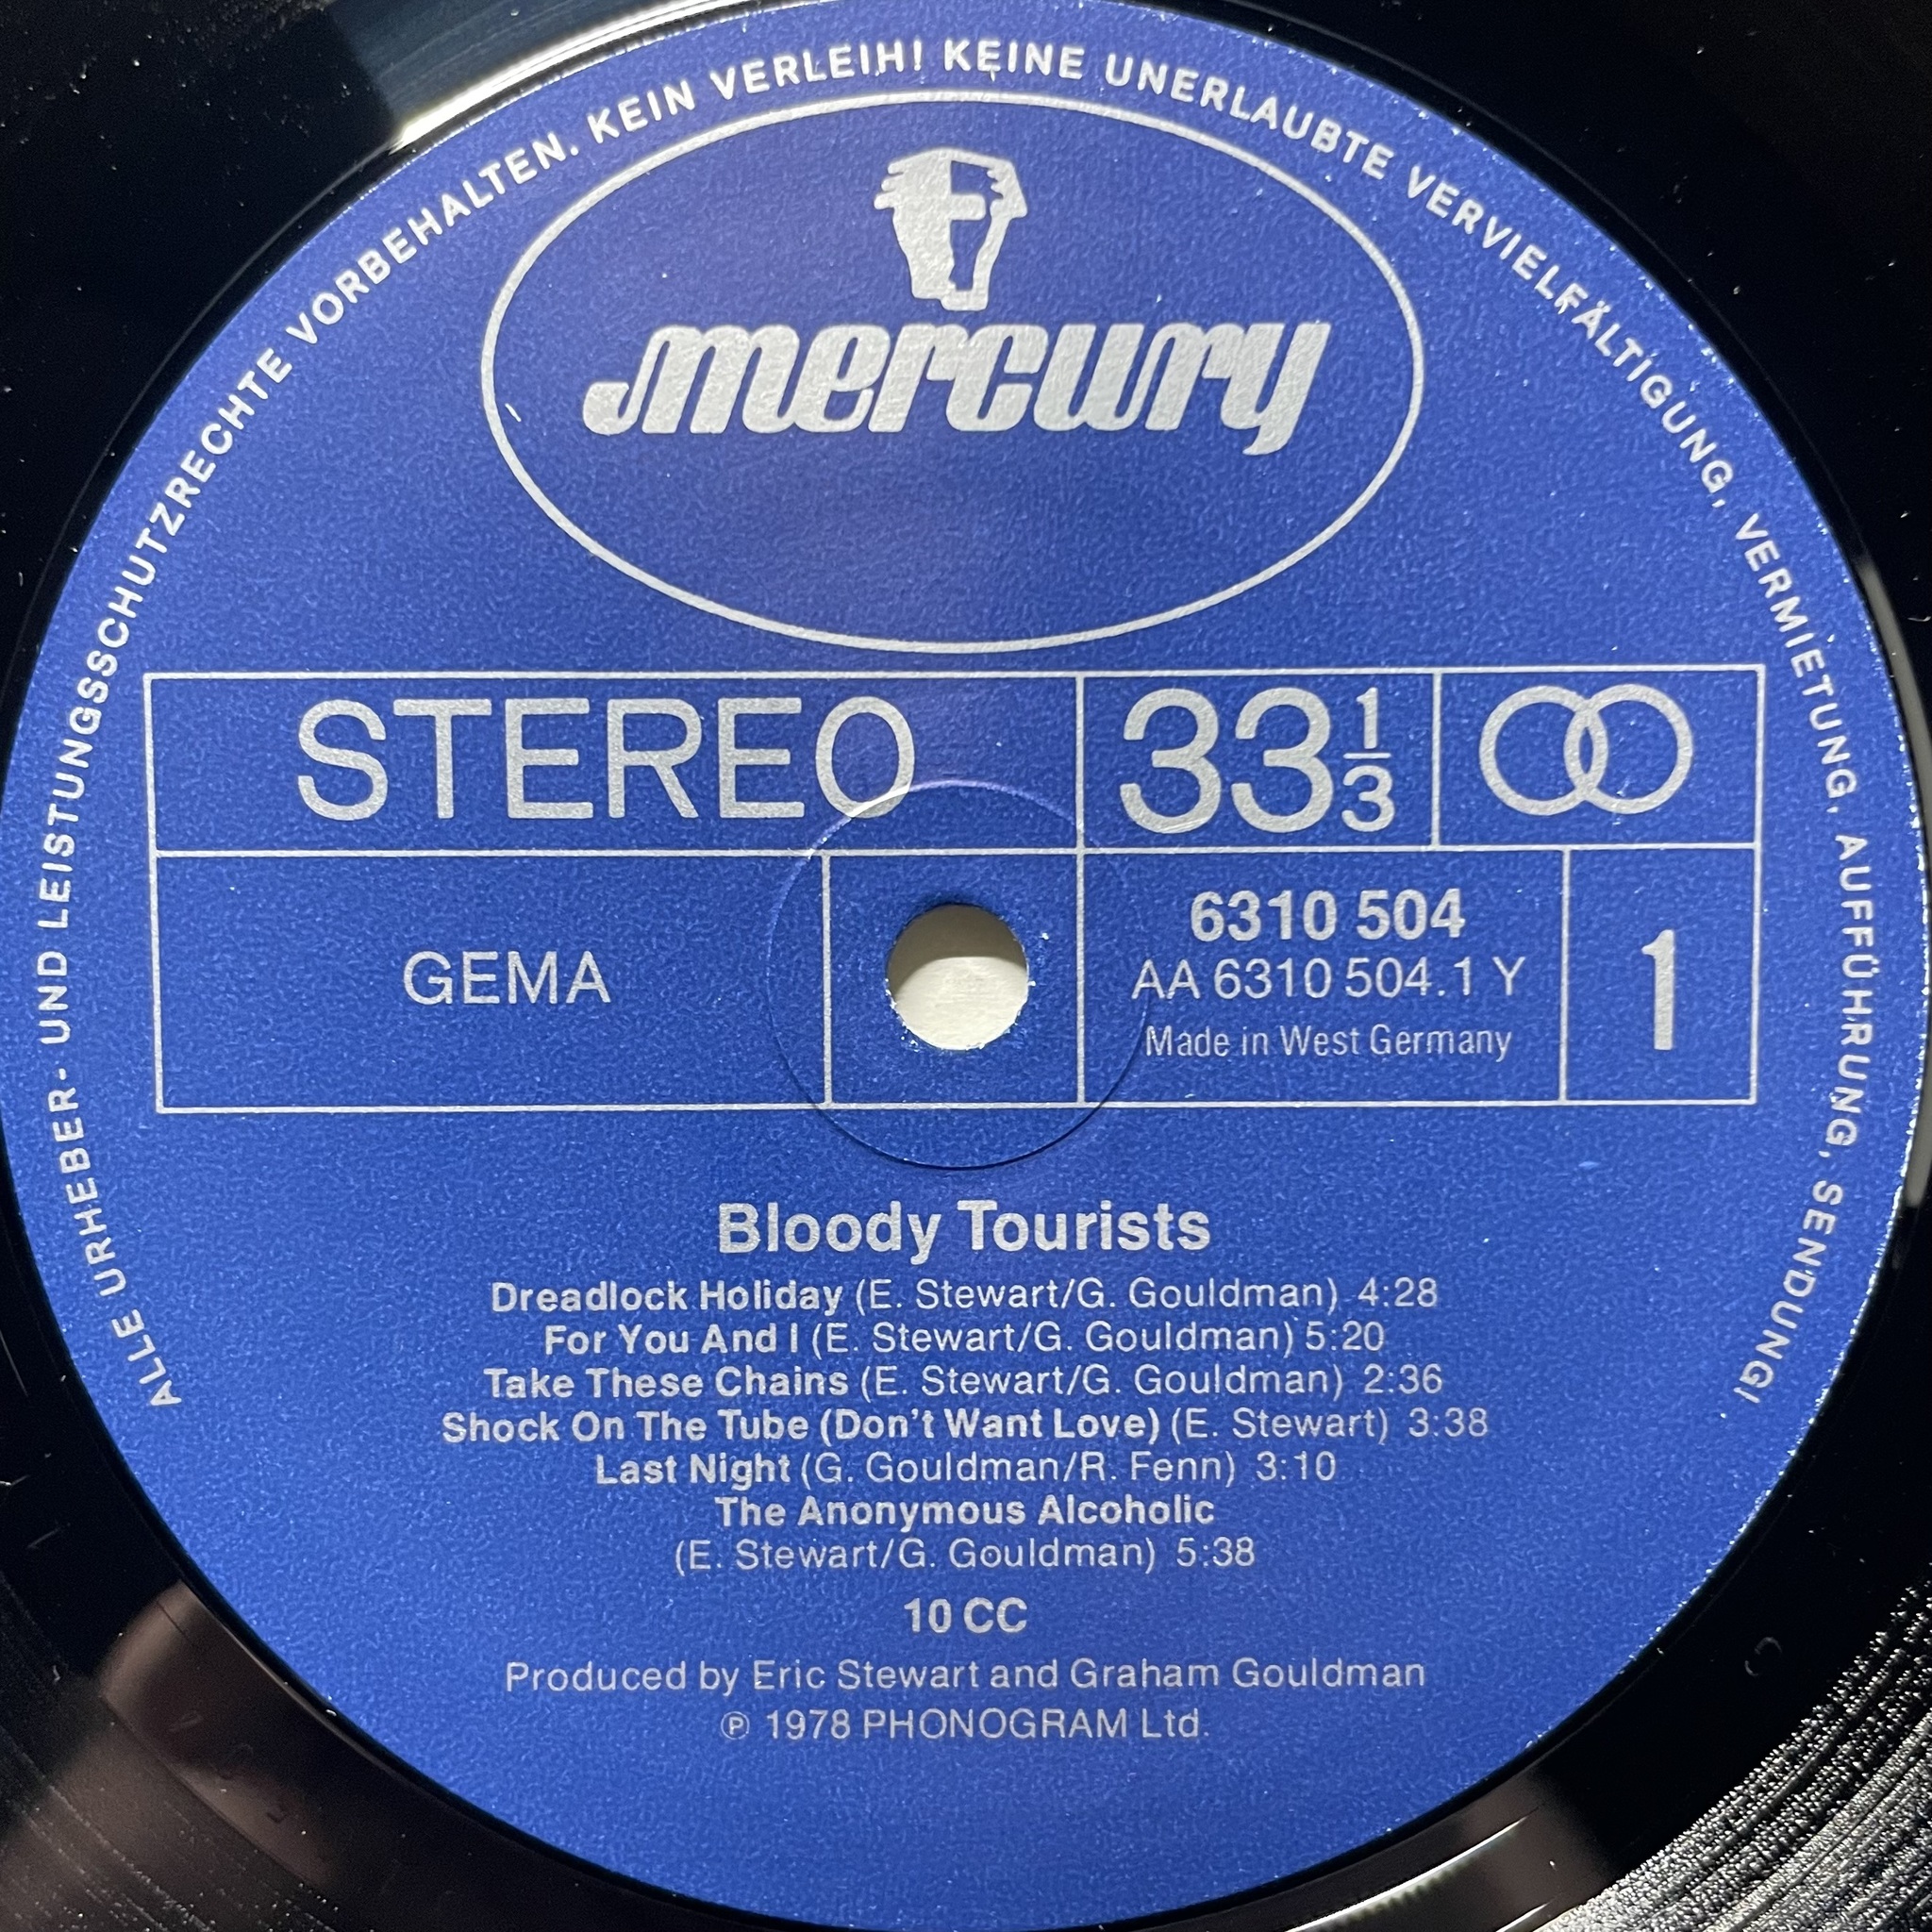 ALLE URHEBER- UND LEISTUNGSSCHUTZRECHTE VORBEHALTEN. KEIN VERLEIH! KEINE UNERLAUBTE VERVIELFÄLTIGUNG, VERMIETUNG, AUFFÜHRUNG, SENDUNG!
mercury
STEREO 33 1/3
GEMA
6310 504
AA 6310 504.1 Y
Made in West Germany
1
Bloody Tourists
Dreadlock Holiday (E. Stewart/G. Gouldman) 4:28
For You And I (E. Stewart/G. Gouldman) 5:20
Take These Chains (E. Stewart/G. Gouldman) 2:36
Shock On The Tube (Don't Want Love) (E. Stewart) 3:38
Last Night (G. Gouldman/R. Fenn) 3:10
The Anonymous Alcoholic
(E. Stewart/G. Gouldman) 5:38
10 CC
Produced by Eric Stewart and Graham Gouldman
℗ 1978 PHONOGRAM Ltd.